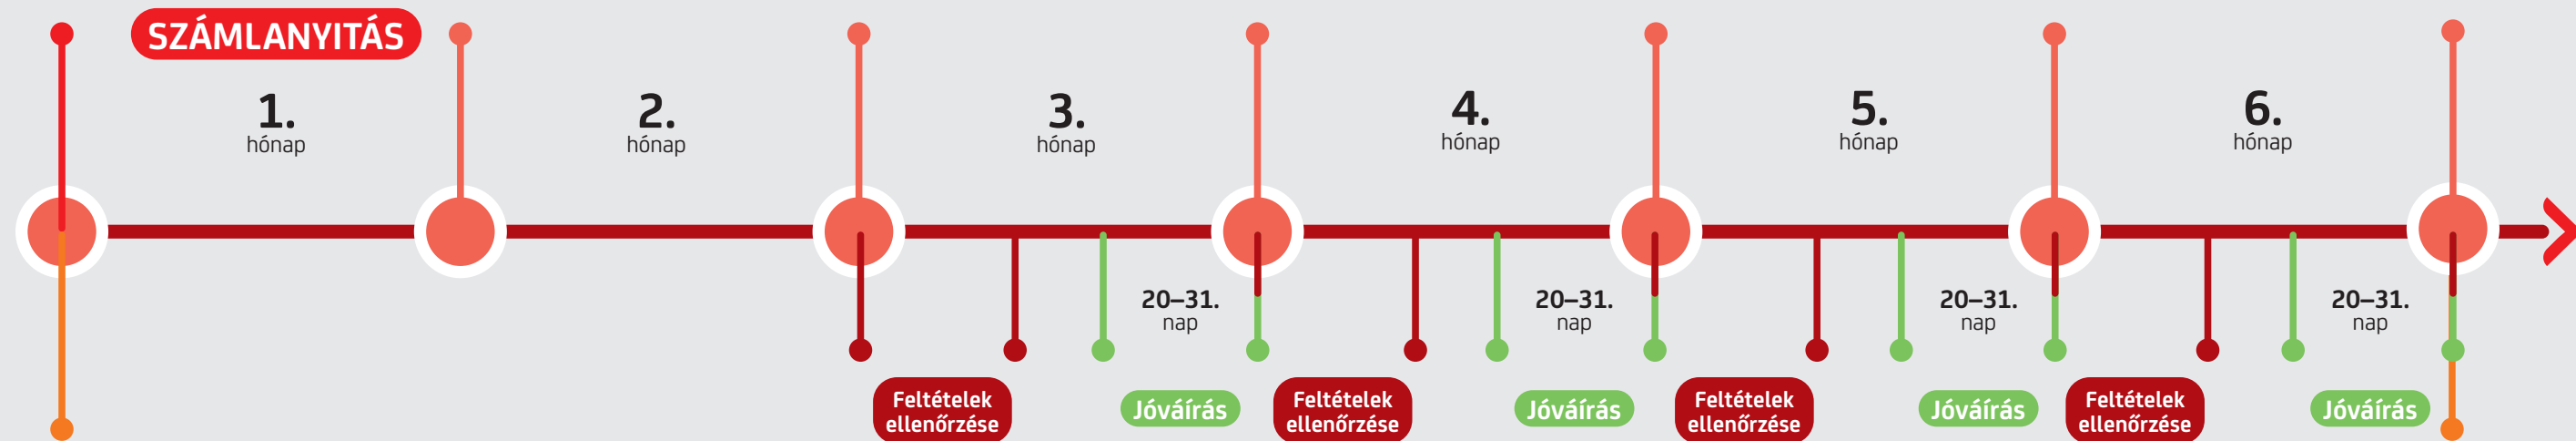 SZÁMLANYITÁS
1.
hónap
2.
hónap
3.
hónap
4.
hónap
5.
hónap
6.
hónap
20–31.
nap
20–31.
nap
20–31.
nap
20–31.
nap
Feltételek
ellenőrzése
Jóváírás
Feltételek
ellenőrzése
Jóváírás
Feltételek
ellenőrzése
Jóváírás
Feltételek
ellenőrzése
Jóváírás